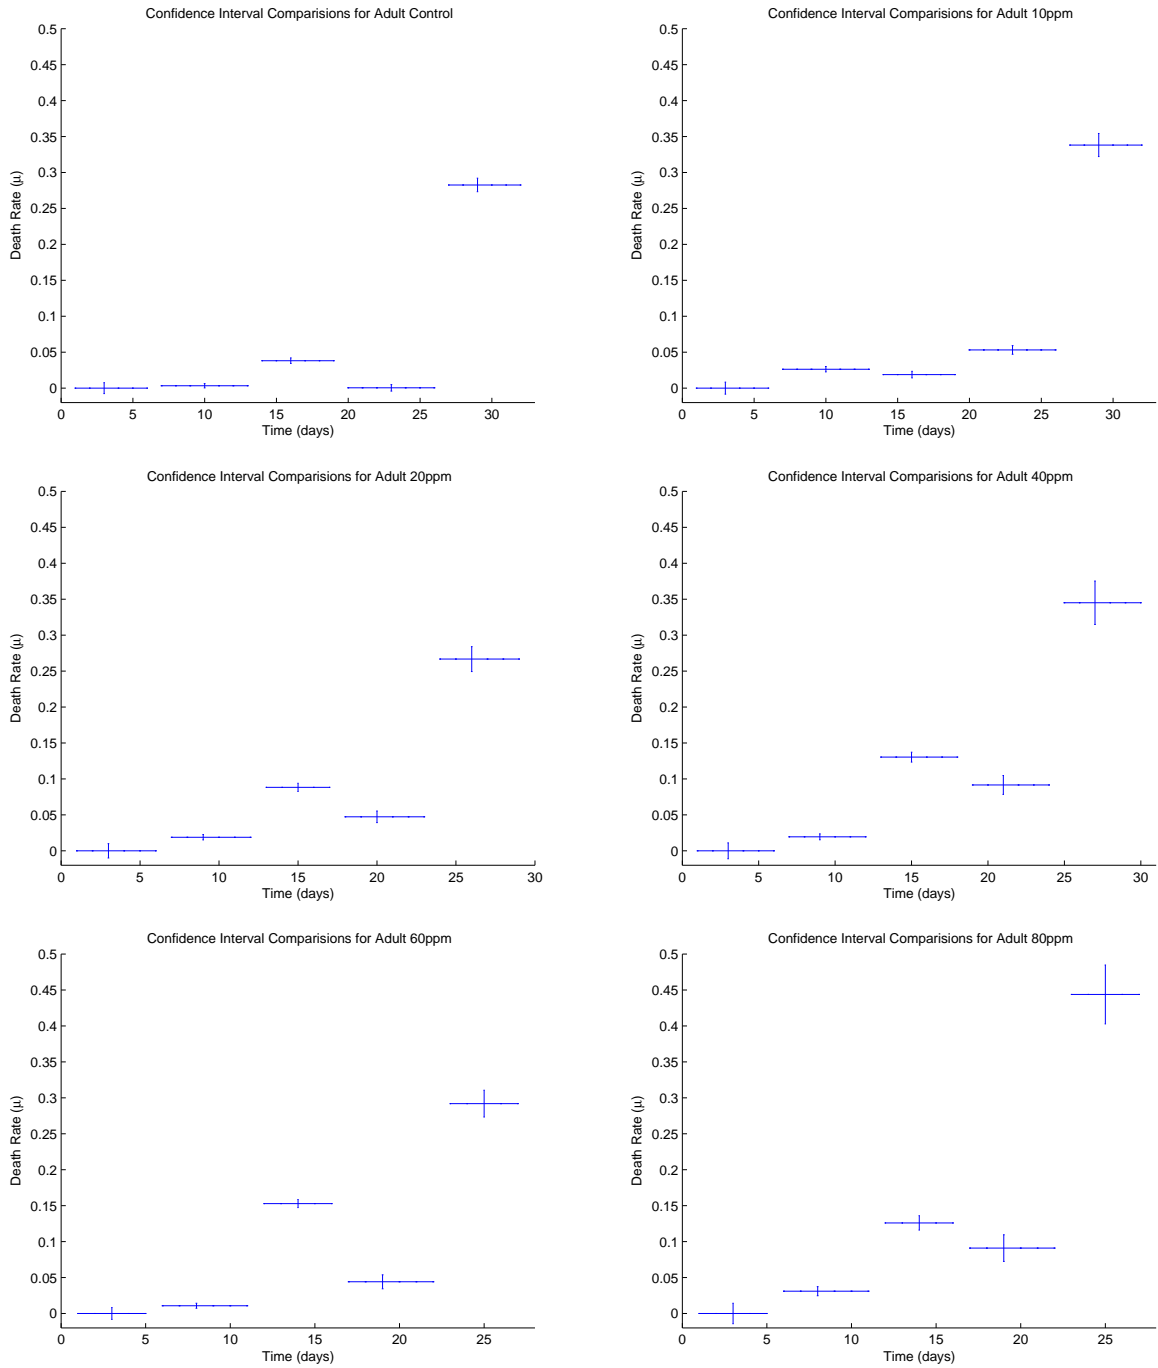 Confidence Interval Comparisions for Adult Control
0.5
0.45
0.4
0.35
0.3
0.25
0.2
0.15
0.1
0.05
0
Death Rate (μ)
0 5 10 15 20 25 30
Time (days)
Confidence Interval Comparisions for Adult 10ppm
0.5
0.45
0.4
0.35
0.3
0.25
0.2
0.15
0.1
0.05
0
Death Rate (μ)
0 5 10 15 20 25 30
Time (days)
Confidence Interval Comparisions for Adult 20ppm
0.5
0.45
0.4
0.35
0.3
0.25
0.2
0.15
0.1
0.05
0
Death Rate (μ)
0 5 10 15 20 25 30
Time (days)
Confidence Interval Comparisions for Adult 40ppm
0.5
0.45
0.4
0.35
0.3
0.25
0.2
0.15
0.1
0.05
0
Death Rate (μ)
0 5 10 15 20 25 30
Time (days)
Confidence Interval Comparisions for Adult 60ppm
0.5
0.45
0.4
0.35
0.3
0.25
0.2
0.15
0.1
0.05
0
Death Rate (μ)
0 5 10 15 20 25
Time (days)
Confidence Interval Comparisions for Adult 80ppm
0.5
0.45
0.4
0.35
0.3
0.25
0.2
0.15
0.1
0.05
0
Death Rate (μ)
0 5 10 15 20 25
Time (days)